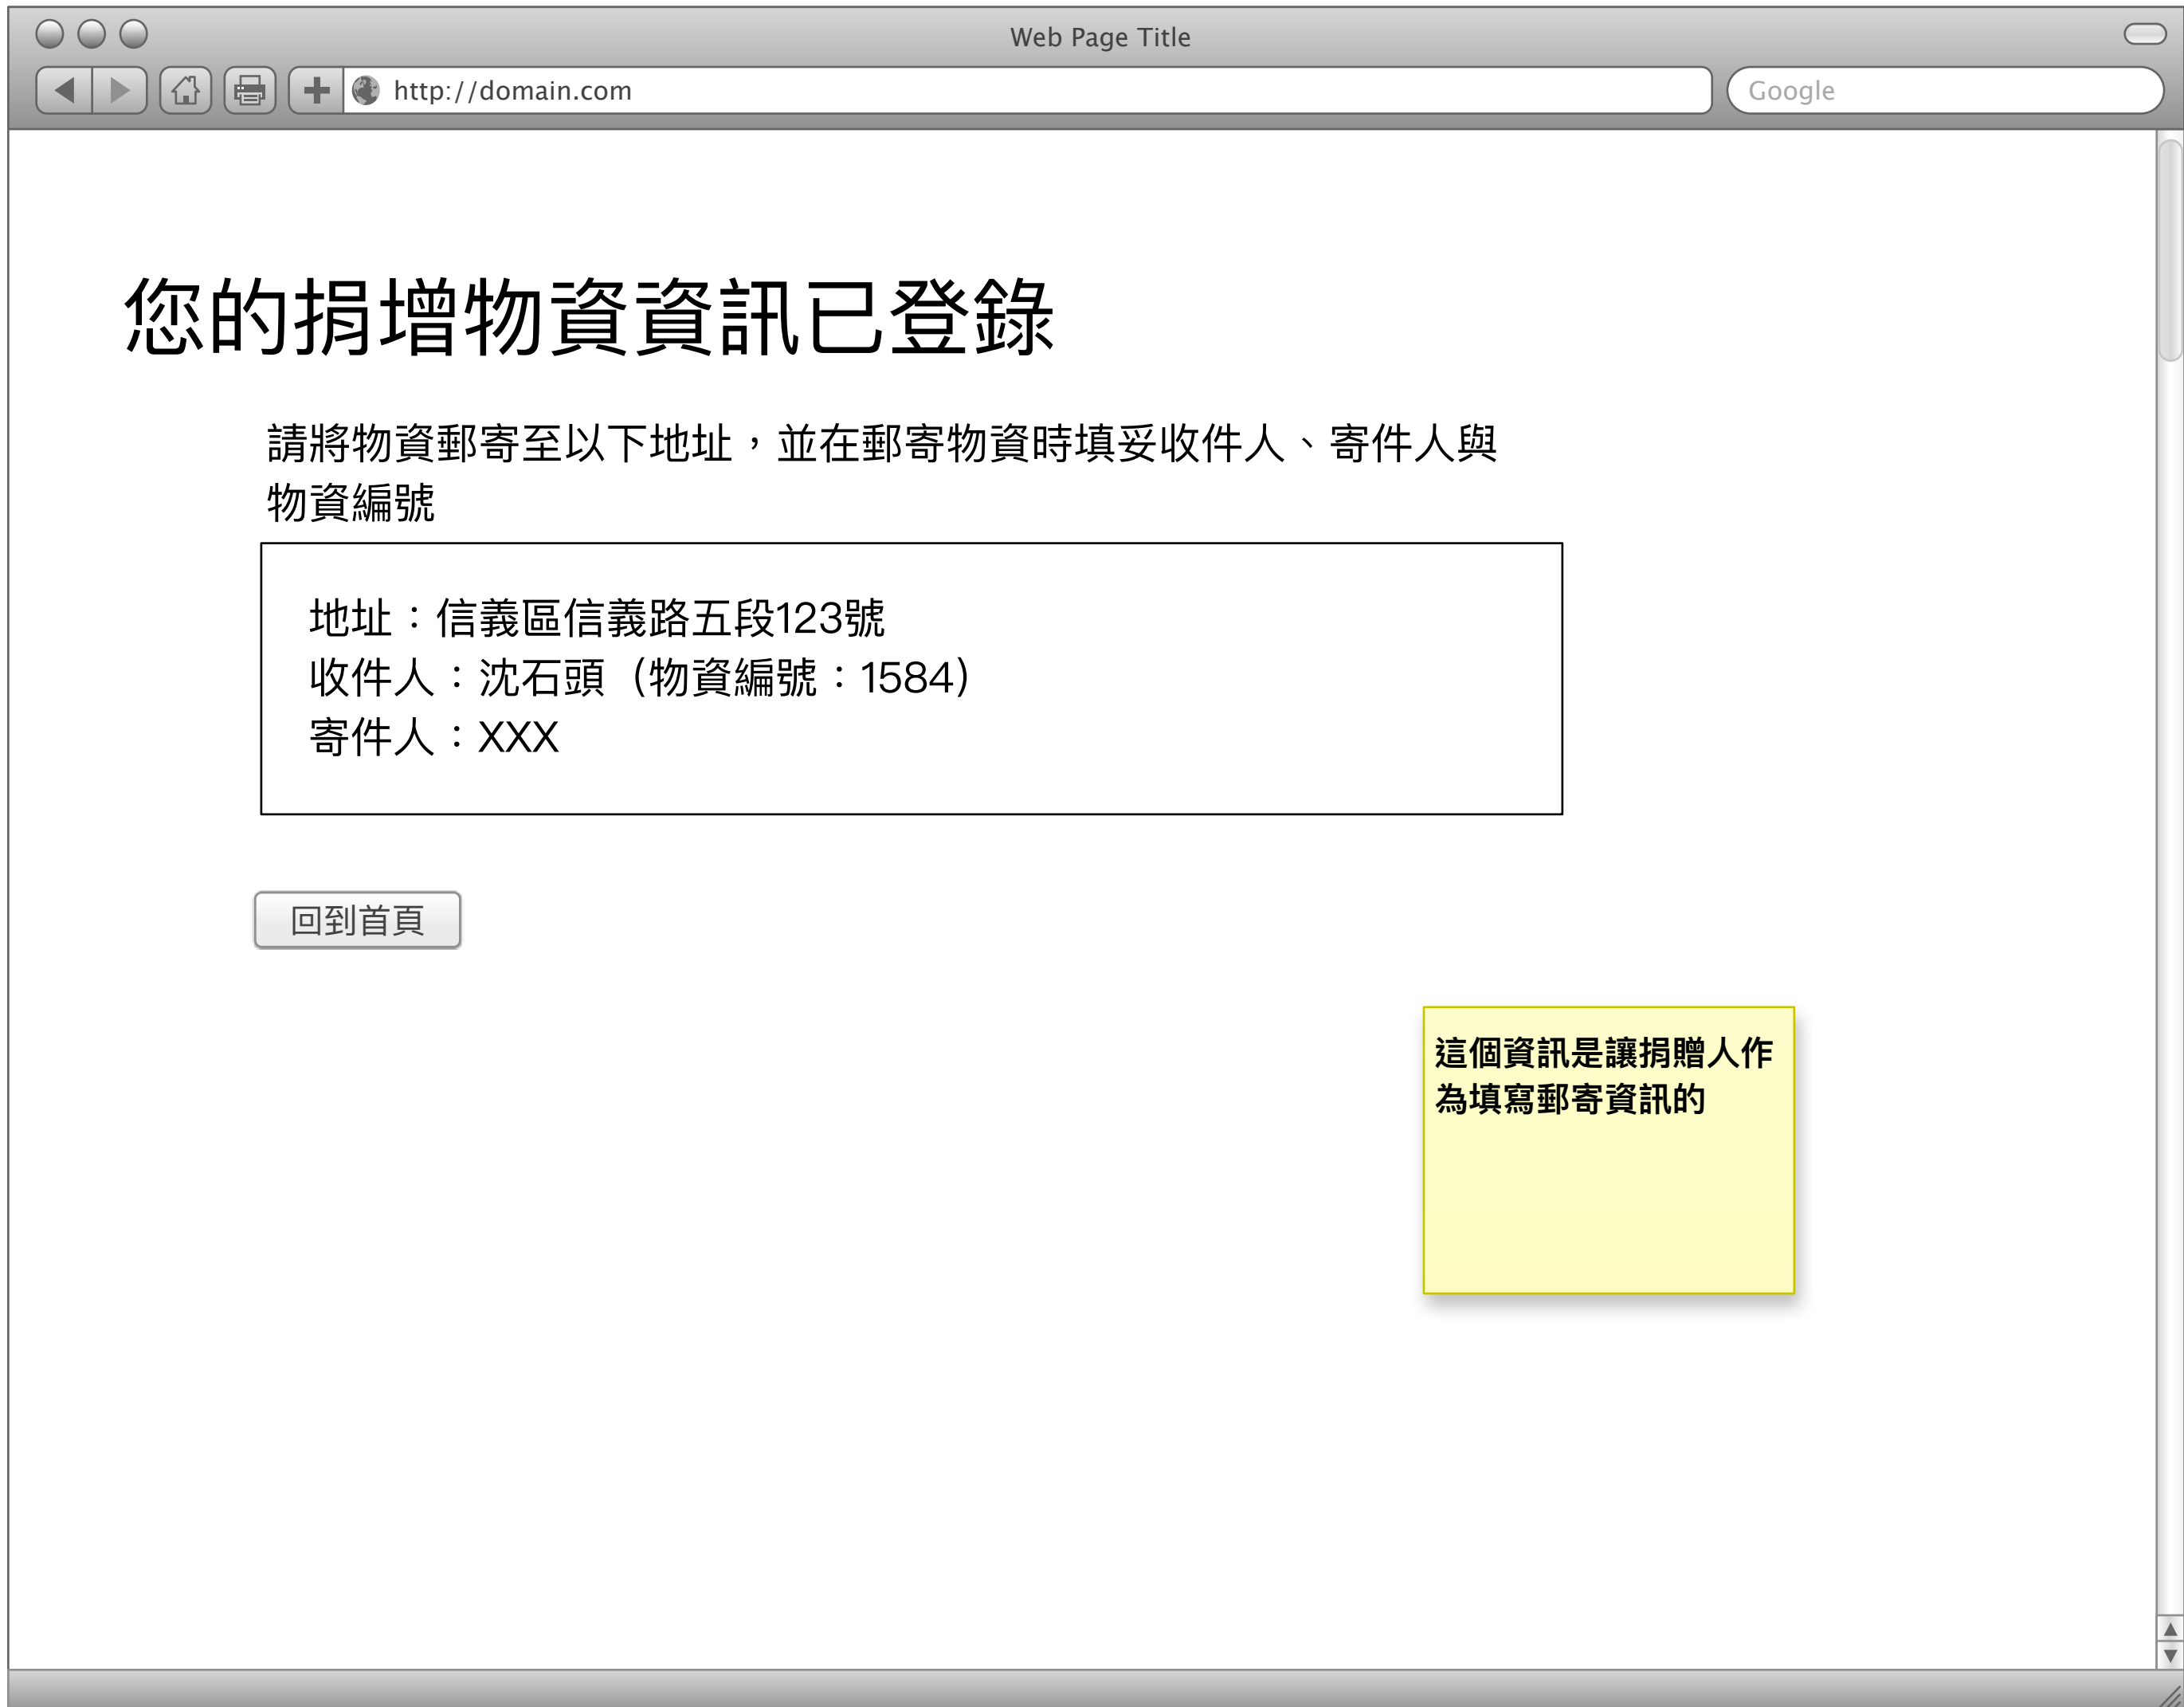 Web Page Title
http://domain.com
Google
您的捐增物資資訊已登錄
請將物資郵寄至以下地址，並在郵寄物資時填妥收件人、寄件人與
物資編號
地址：信義區信義路五段123號
收件人：沈石頭（物資編號：1584）
寄件人：XXX
回到首頁
這個資訊是讓捐贈人作
為填寫郵寄資訊的